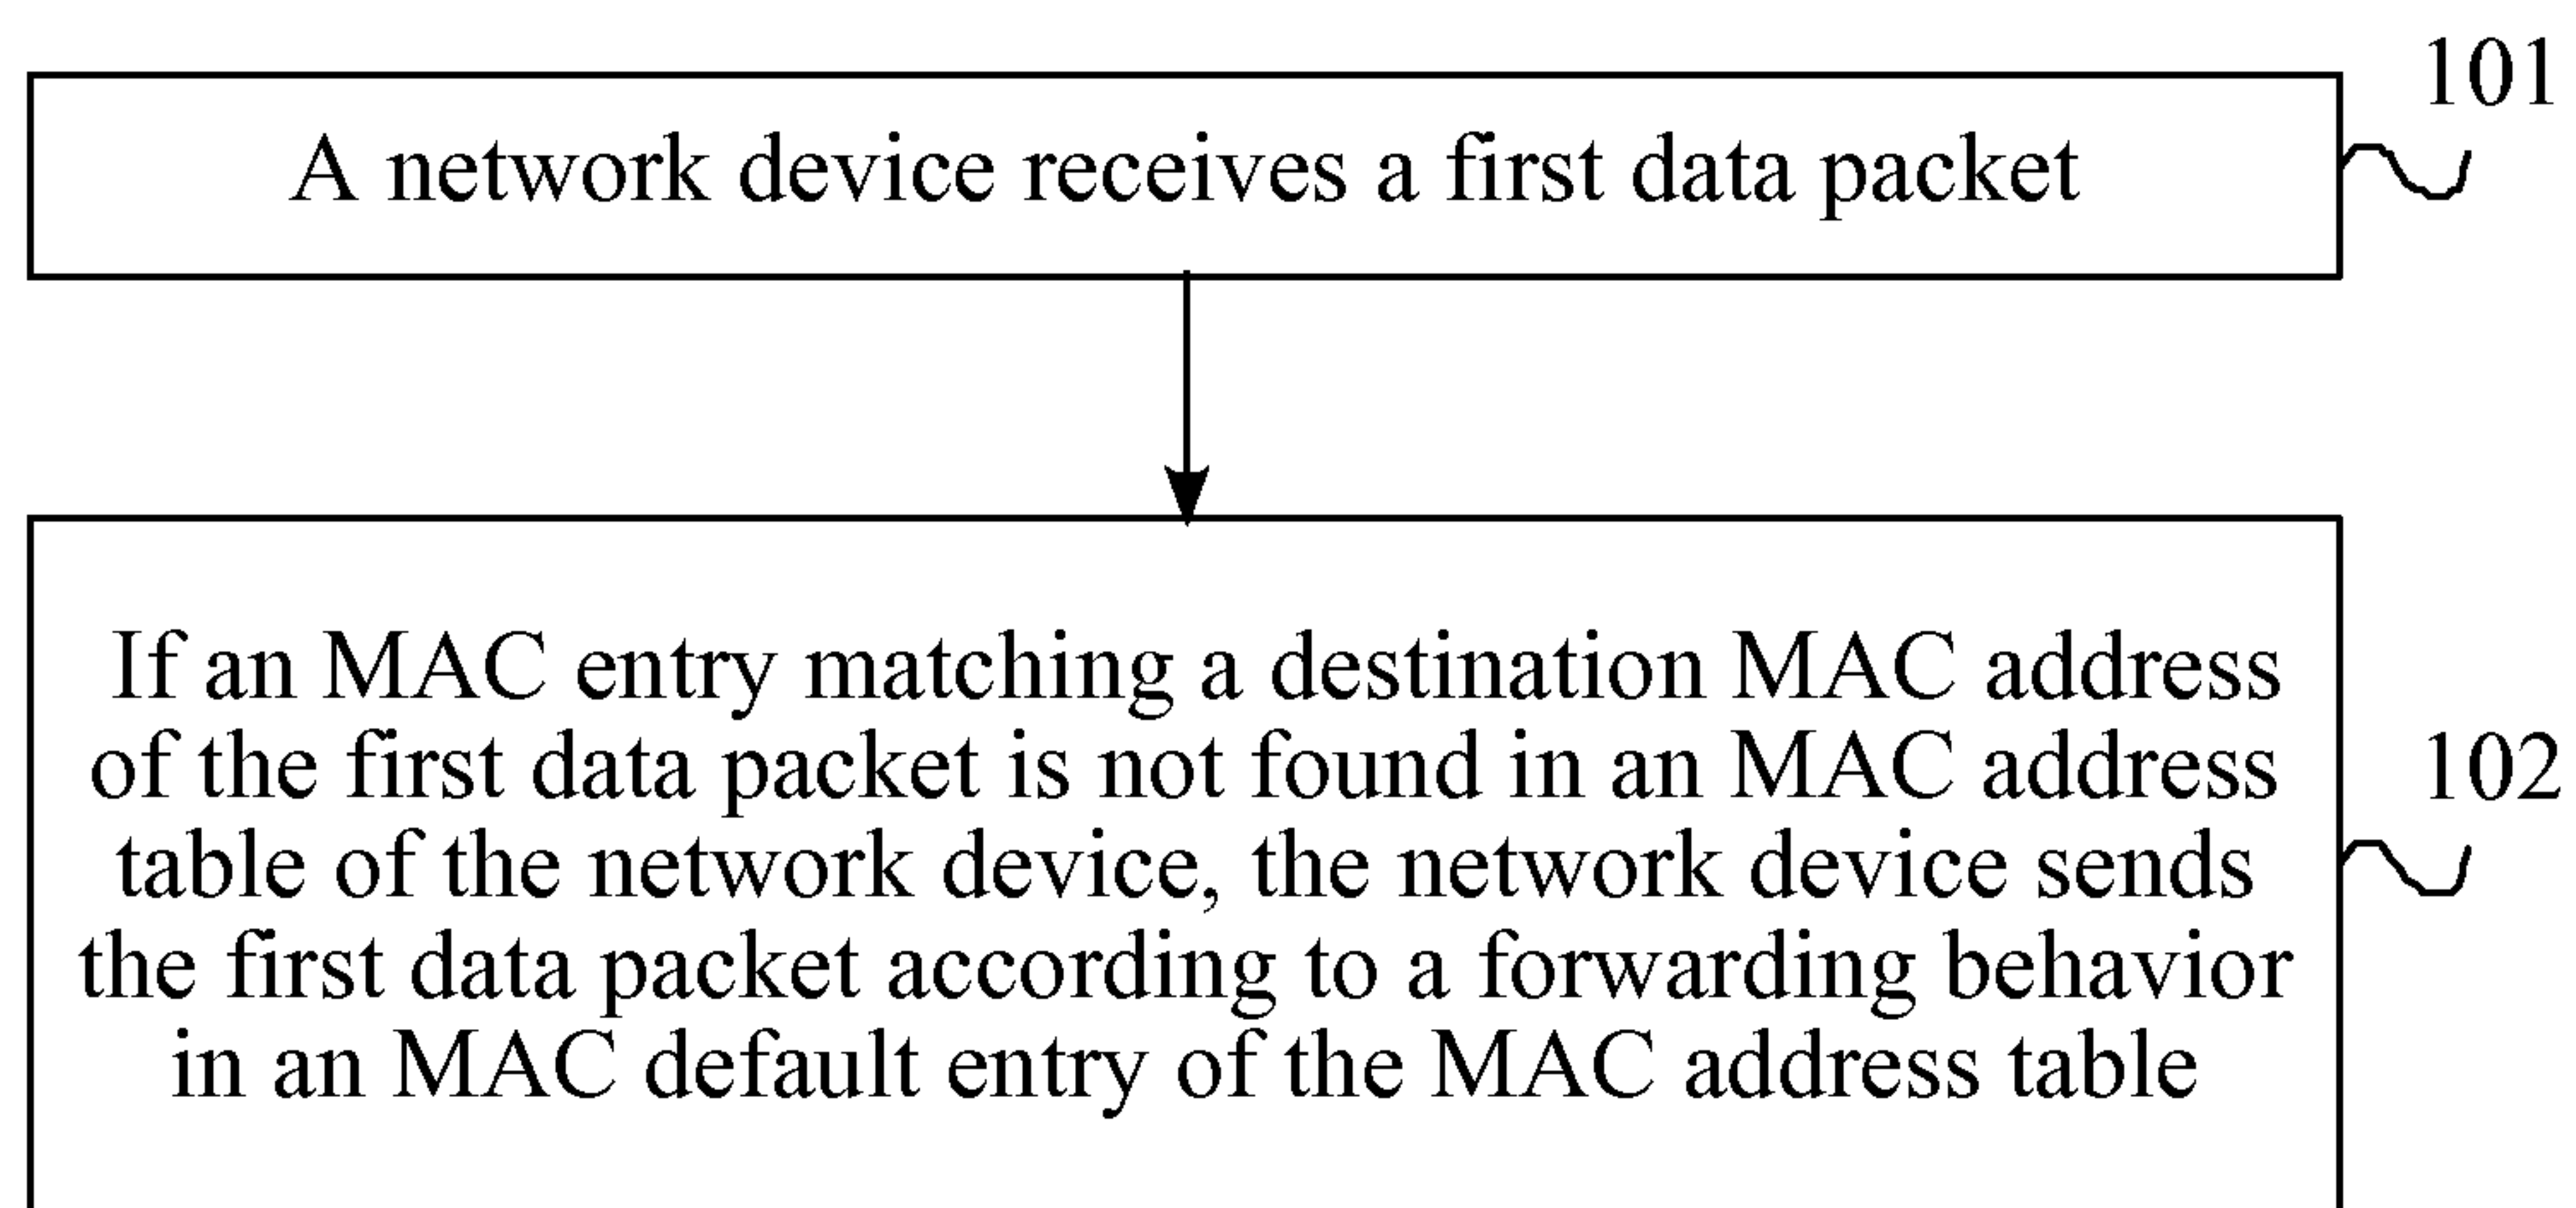 101
A network device receives a first data packet
If an MAC entry matching a destination MAC address
of the first data packet is not found in an MAC address
table of the network device, the network device sends
the first data packet according to a forwarding behavior
in an MAC default entry of the MAC address table
102